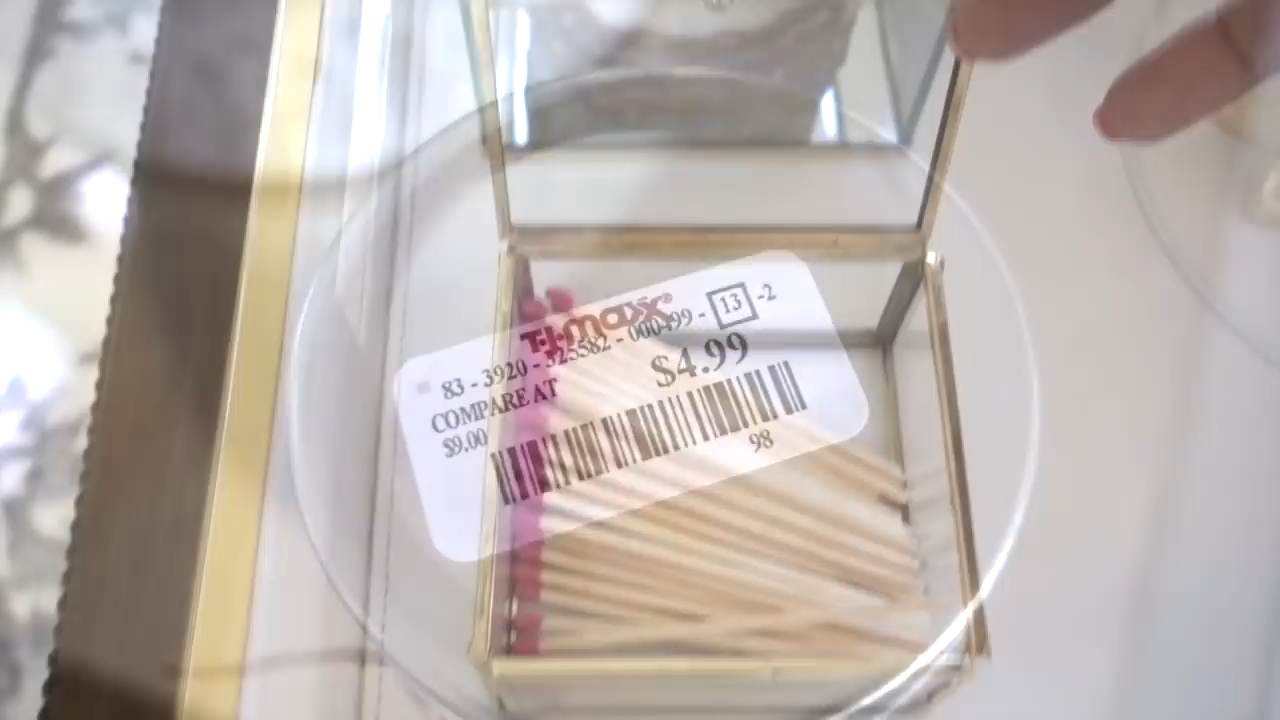 T.J.maxx®
83 - 3920 - 325582 - 000499 - 13 -2
COMPARE AT
$9.00
$4.99
98